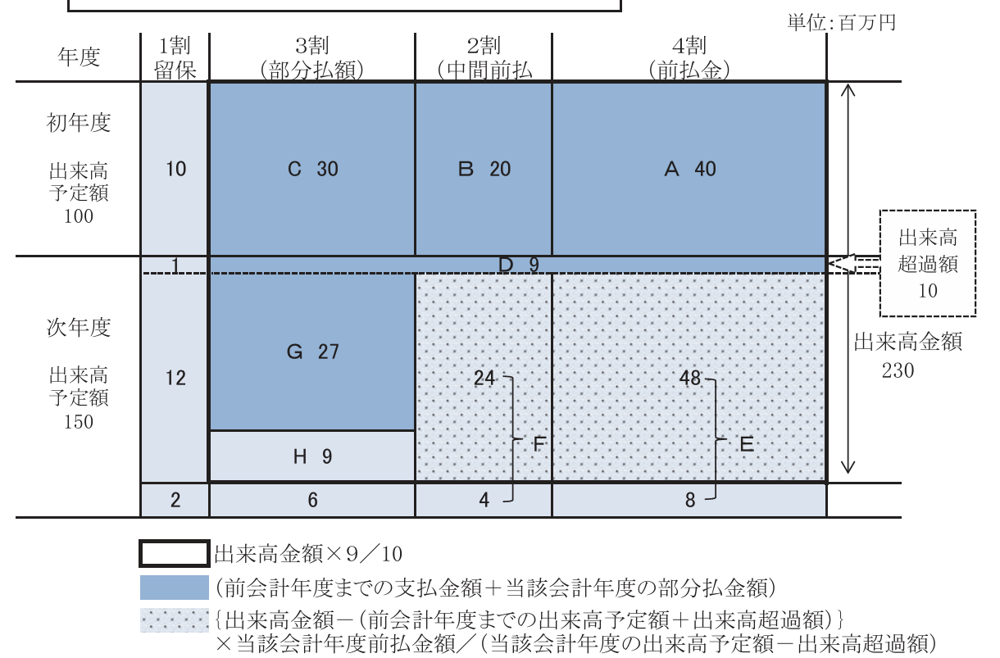 単位:百万円
年度
1割
留保
3割
(部分払額)
2割
(中間前払
4割
(前払金)
初年度
出来高
予定額
100
10
C 30
B 20
A 40
1
D 9
出来高
超過額
10
次年度
出来高
予定額
150
12
G 27
24
48
F
E
H 9
出来高金額
230
2
6
4
8
出来高金額×9/10
(前会計年度までの支払金額+当該会計年度の部分払金額)
{出来高金額-(前会計年度までの出来高予定額+出来高超過額)}
×当該会計年度前払金額/(当該会計年度の出来高予定額-出来高超過額)